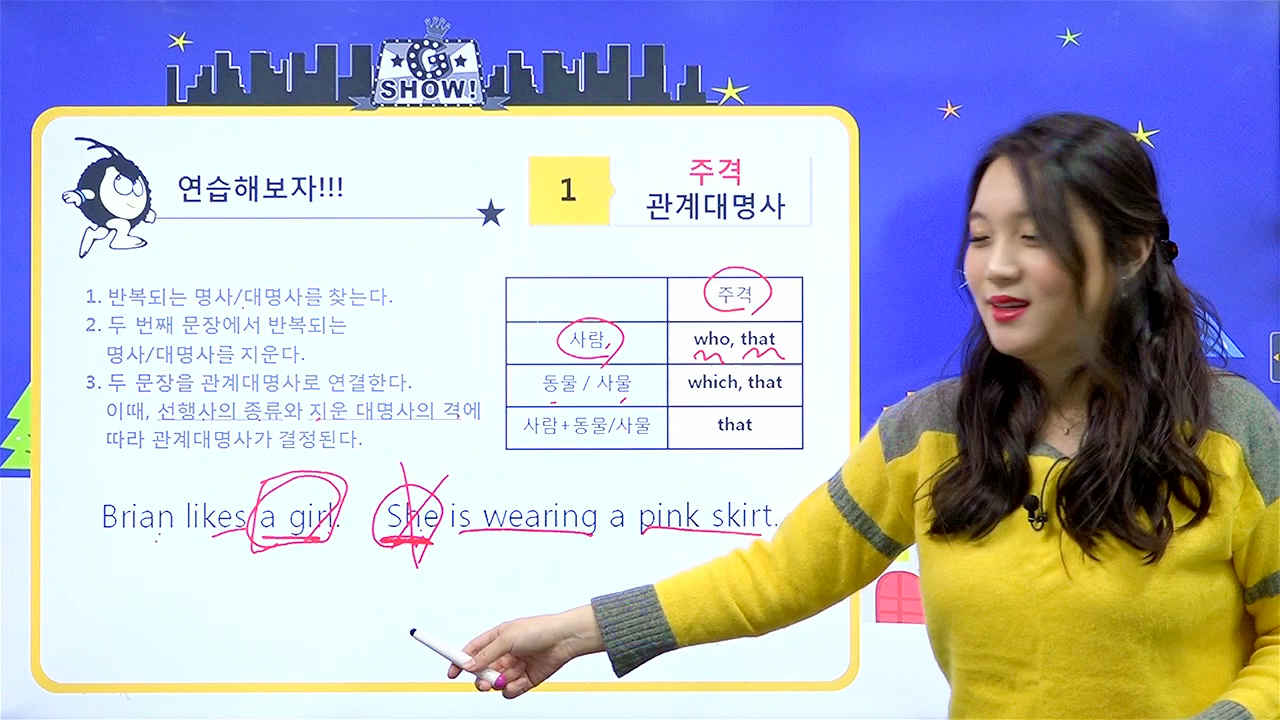 G
SHOW!
연습해보자!!!
1
주격
관계대명사
1. 반복되는 명사/대명사를 찾는다.
2. 두 번째 문장에서 반복되는
명사/대명사를 지운다.
3. 두 문장을 관계대명사로 연결한다.
이때, 선행사의 종류와 지운 대명사의 격에
따라 관계대명사가 결정된다.
주격
사람 who, that
동물 / 사물 which, that
사람+동물/사물 that
Brian likes a girl. She is wearing a pink skirt.